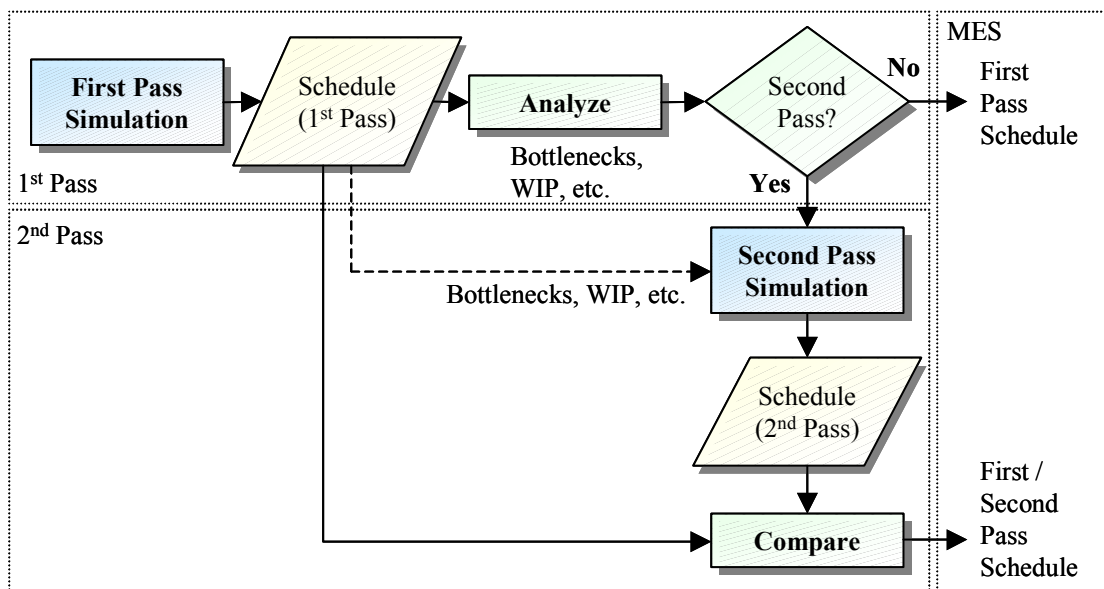 First Pass
Simulation
Schedule
(1st Pass)
Analyze
Bottlenecks,
WIP, etc.
Second
Pass?
No
Yes
1st Pass
MES
First
Pass
Schedule
2nd Pass
Second Pass
Simulation
Bottlenecks, WIP, etc.
Schedule
(2nd Pass)
Compare
First /
Second
Pass
Schedule